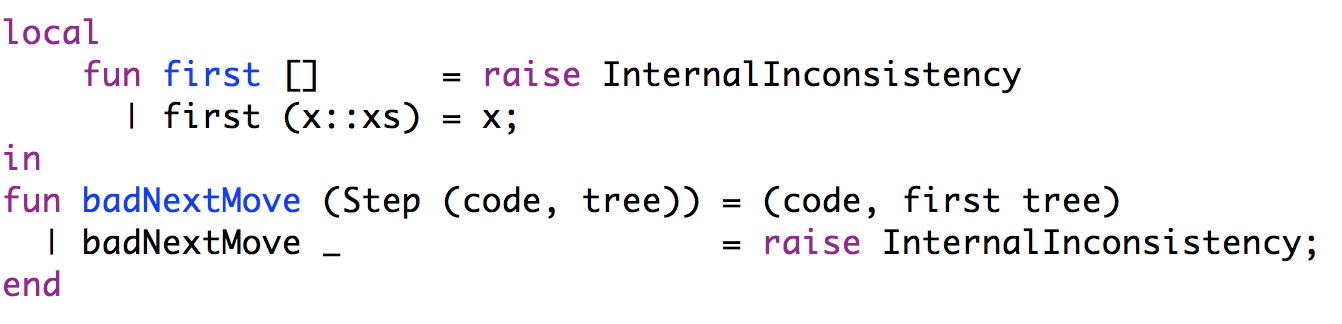 local
    fun first []      = raise InternalInconsistency
      | first (x::xs) = x;
in
fun badNextMove (Step (code, tree)) = (code, first tree)
  | badNextMove _                   = raise InternalInconsistency;
end